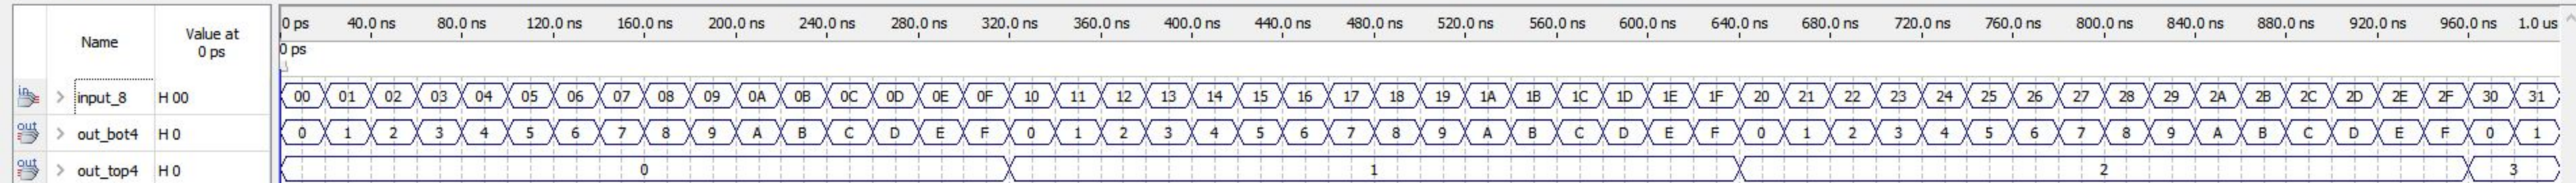 Name Value at 0 ps
0 ps 40.0 ns 80.0 ns 120.0 ns 160.0 ns 200.0 ns 240.0 ns 280.0 ns 320.0 ns 360.0 ns 400.0 ns 440.0 ns 480.0 ns 520.0 ns 560.0 ns 600.0 ns 640.0 ns 680.0 ns 720.0 ns 760.0 ns 800.0 ns 840.0 ns 880.0 ns 920.0 ns 960.0 ns 1.0 us
0 ps
in input_8 H 00 00 01 02 03 04 05 06 07 08 09 0A 0B 0C 0D 0E 0F 10 11 12 13 14 15 16 17 18 19 1A 1B 1C 1D 1E 1F 20 21 22 23 24 25 26 27 28 29 2A 2B 2C 2D 2E 2F 30 31
out out_bot4 H 0 0 1 2 3 4 5 6 7 8 9 A B C D E F 0 1 2 3 4 5 6 7 8 9 A B C D E F 0 1 2 3 4 5 6 7 8 9 A B C D E F 0 1
out out_top4 H 0 0 1 2 3